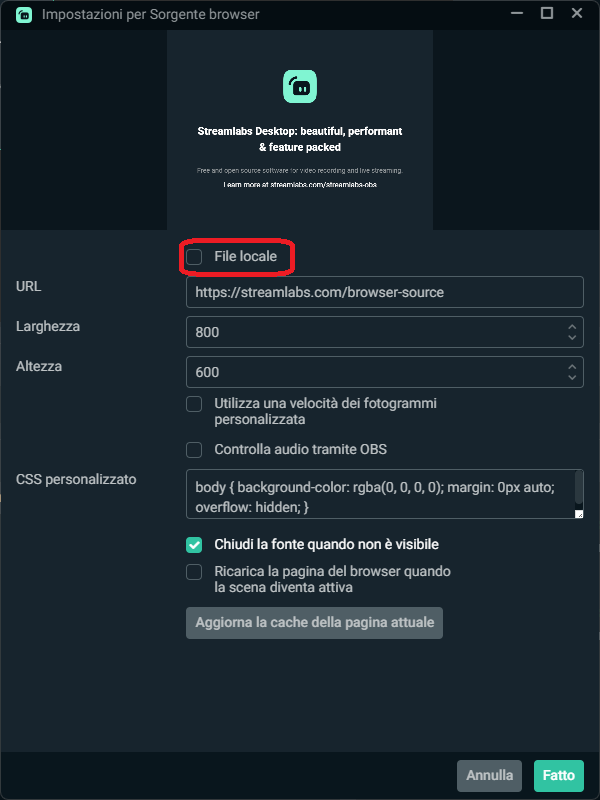 Impostazioni per Sorgente browser
Streamlabs Desktop: beautiful, performant
& feature packed
Free and open source software for video recording and live streaming.
Learn more at streamlabs.com/streamlabs-obs
File locale
URL
https://streamlabs.com/browser-source
Larghezza
800
Altezza
600
Utilizza una velocità dei fotogrammi
personalizzata
Controlla audio tramite OBS
CSS personalizzato
body { background-color: rgba(0, 0, 0, 0); margin: 0px auto;
overflow: hidden; }
Chiudi la fonte quando non è visibile
Ricarica la pagina del browser quando
la scena diventa attiva
Aggiorna la cache della pagina attuale
Annulla
Fatto